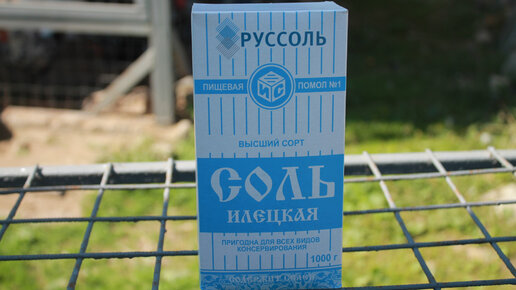 РУССОЛЬ
ПИЩЕВАЯ ПОМОЛ №1
ВЫСШИЙ СОРТ
СОЛЬ
ИЛЕЦКАЯ
ПРИГОДНА ДЛЯ ВСЕХ ВИДОВ
КОНСЕРВИРОВАНИЯ
1000 г